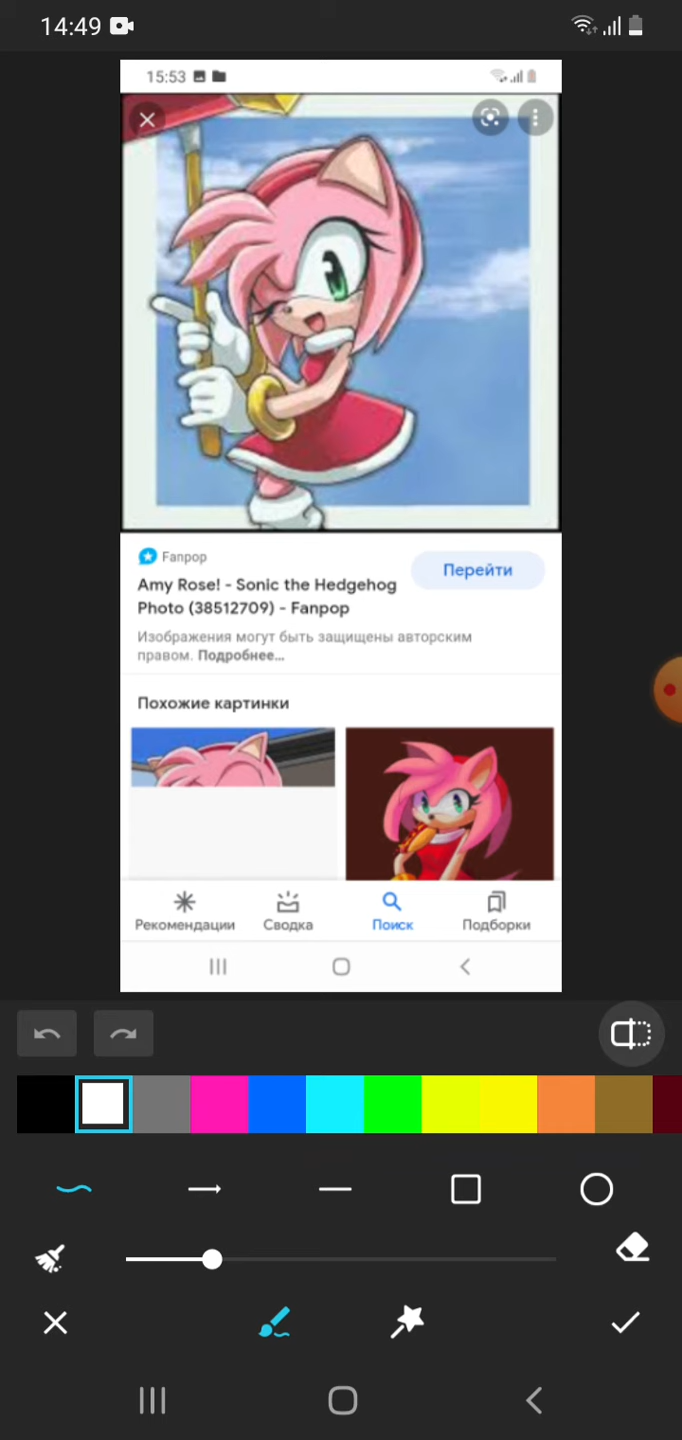 14:49
15:53
Fanpop
Amy Rose! - Sonic the Hedgehog
Photo (38512709) - Fanpop
Перейти
Изображения могут быть защищены авторским
правом. Подробнее...
Похожие картинки
Рекомендации
Сводка
Поиск
Подборки